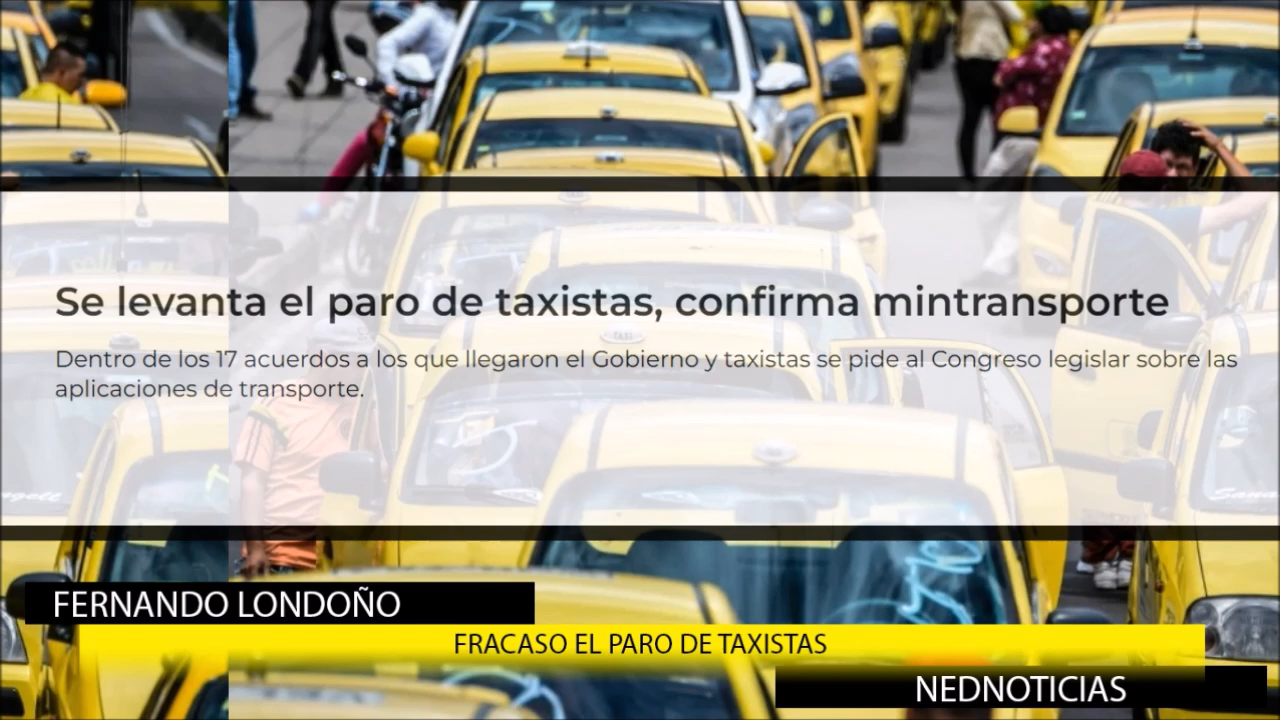 Se levanta el paro de taxistas, confirma mintransporte
Dentro de los 17 acuerdos a los que llegaron el Gobierno y taxistas se pide al Congreso legislar sobre las
aplicaciones de transporte.
FERNANDO LONDOÑO
FRACASO EL PARO DE TAXISTAS
NEDNOTICIAS